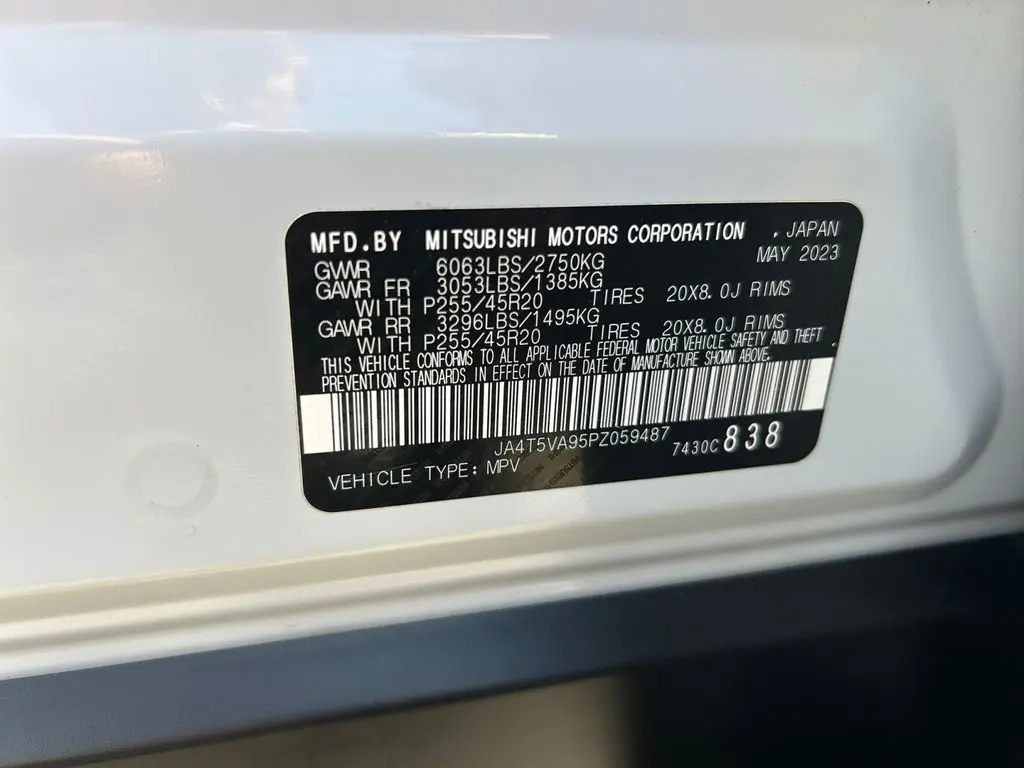 MFD.BY MITSUBISHI MOTORS CORPORATION , JAPAN
MAY 2023
GVWR 6063LBS/2750KG
GAWR FR 3053LBS/1385KG
WITH P255/45R20 TIRES 20X8.0J RIMS
GAWR RR 3296LBS/1495KG
WITH P255/45R20 TIRES 20X8.0J RIMS
THIS VEHICLE CONFORMS TO ALL APPLICABLE FEDERAL MOTOR VEHICLE SAFETY AND THEFT
PREVENTION STANDARDS IN EFFECT ON THE DATE OF MANUFACTURE SHOWN ABOVE.
JA4T5VA95PZ059487 7430C 838
VEHICLE TYPE: MPV